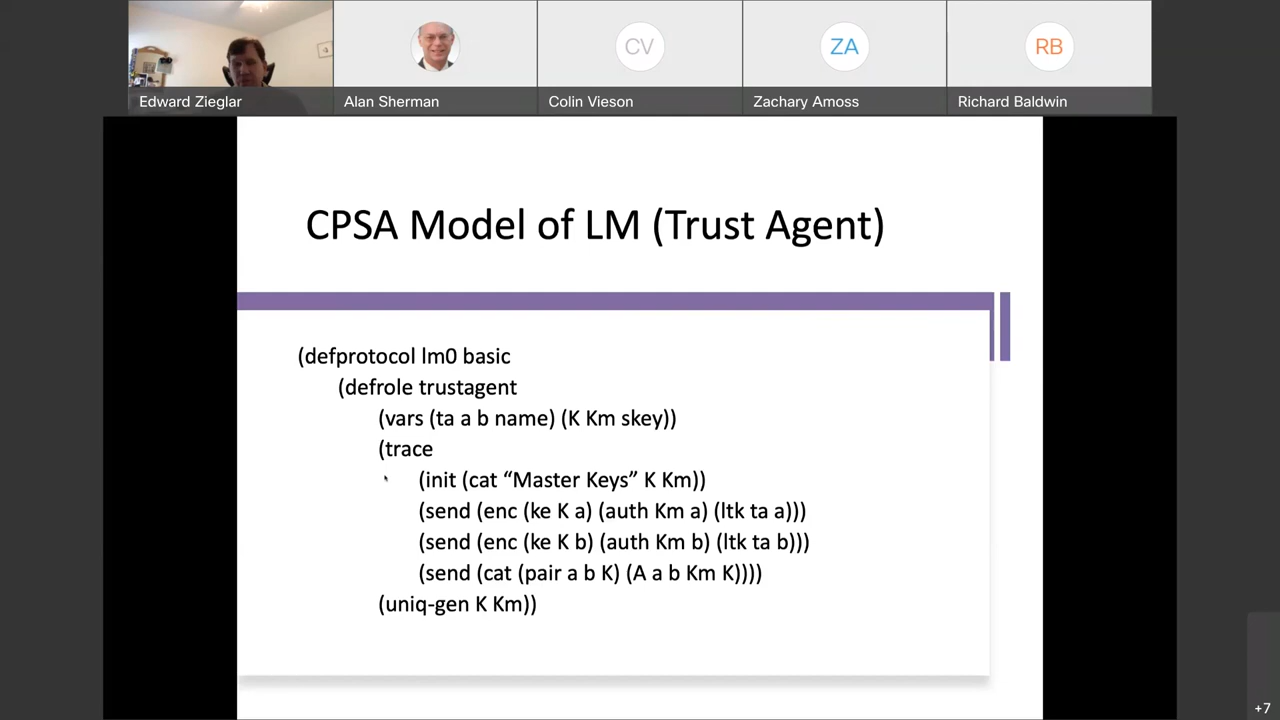 CV
ZA
RB
Edward Zieglar
Alan Sherman
Colin Vieson
Zachary Amoss
Richard Baldwin
CPSA Model of LM (Trust Agent)
(defprotocol lm0 basic
(defrole trustagent
(vars (ta a b name) (K Km skey))
(trace
(init (cat “Master Keys” K Km))
(send (enc (ke K a) (auth Km a) (ltk ta a)))
(send (enc (ke K b) (auth Km b) (ltk ta b)))
(send (cat (pair a b K) (A a b Km K))))
(uniq-gen K Km))
+7